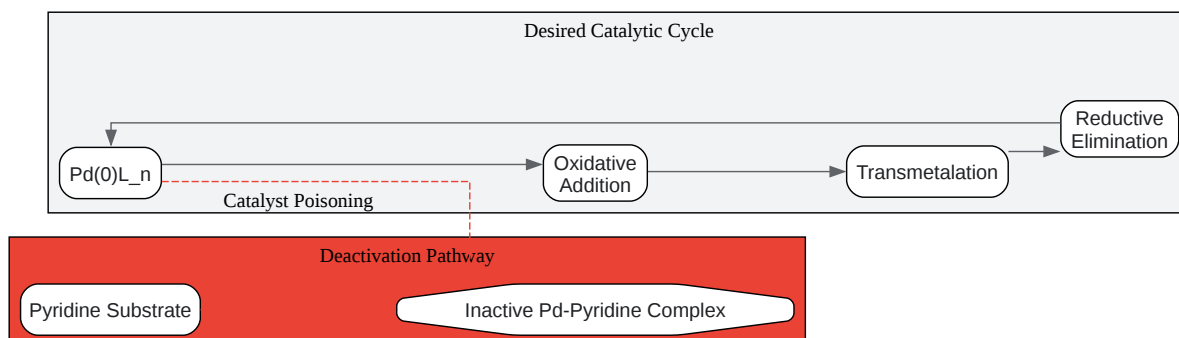 Desired Catalytic Cycle
Reductive
Elimination
Pd(0)L_n
Oxidative
Addition
Transmetalation
Catalyst Poisoning
Deactivation Pathway
Pyridine Substrate
Inactive Pd-Pyridine Complex